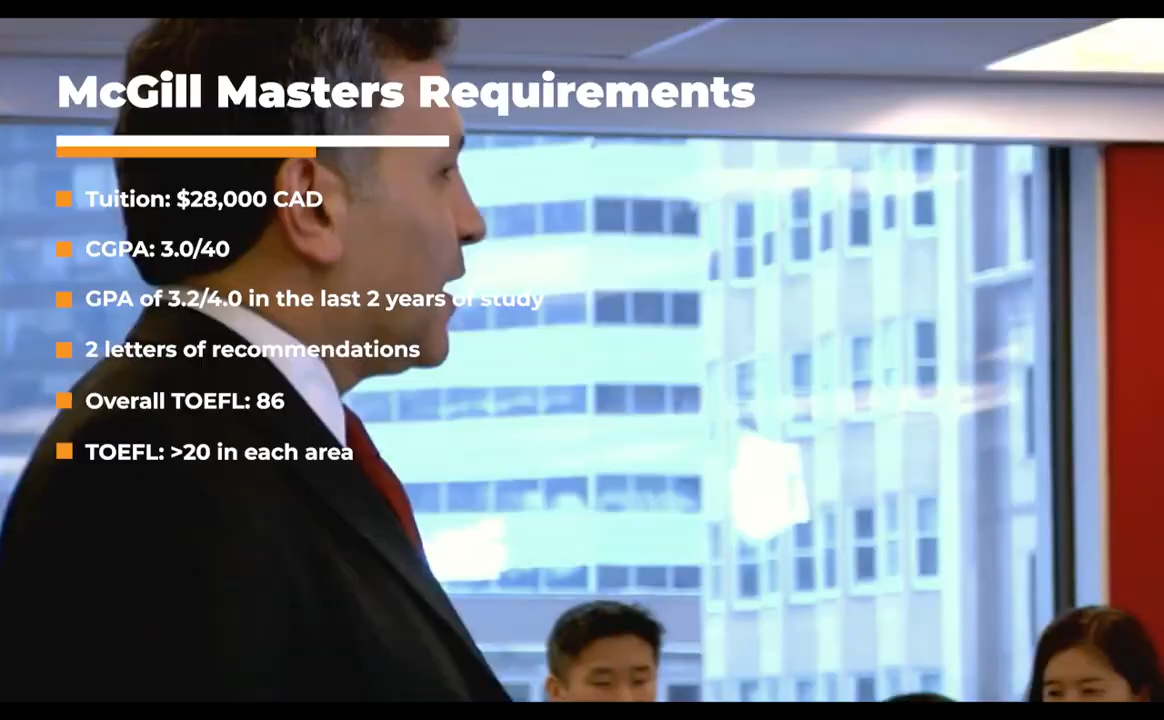 McGill Masters Requirements
Tuition: $28,000 CAD
CGPA: 3.0/40
GPA of 3.2/4.0 in the last 2 years of study
2 letters of recommendations
Overall TOEFL: 86
TOEFL: >20 in each area